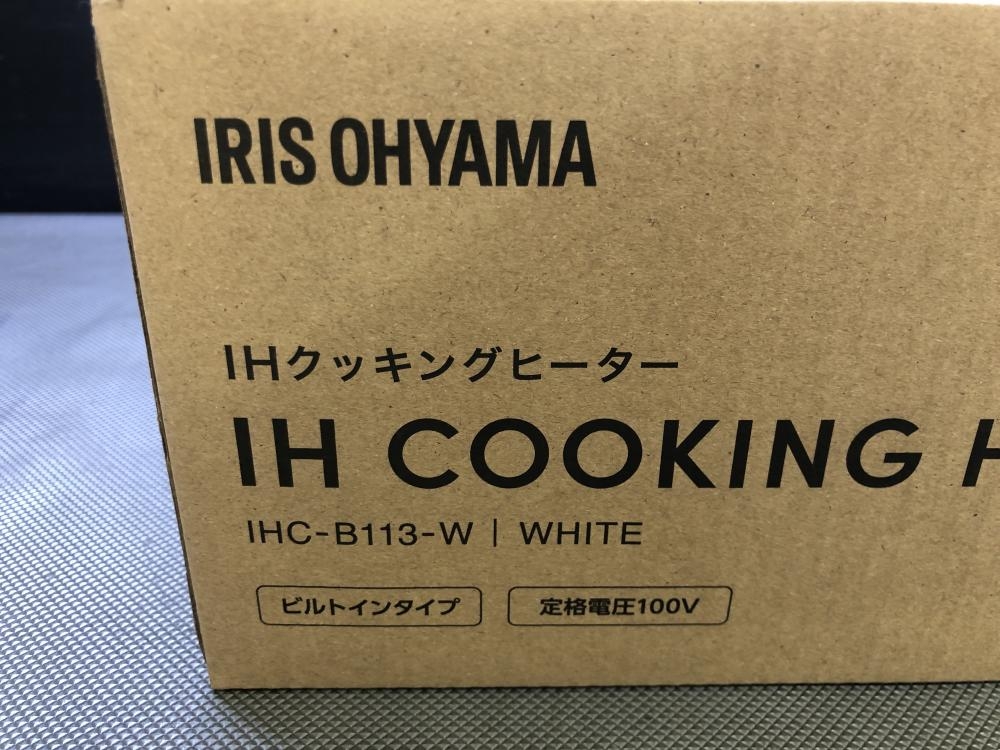 IRIS OHYAMA
IHクッキングヒーター
IH COOKING H
IHC-B113-W | WHITE
ビルトインタイプ 定格電圧100V